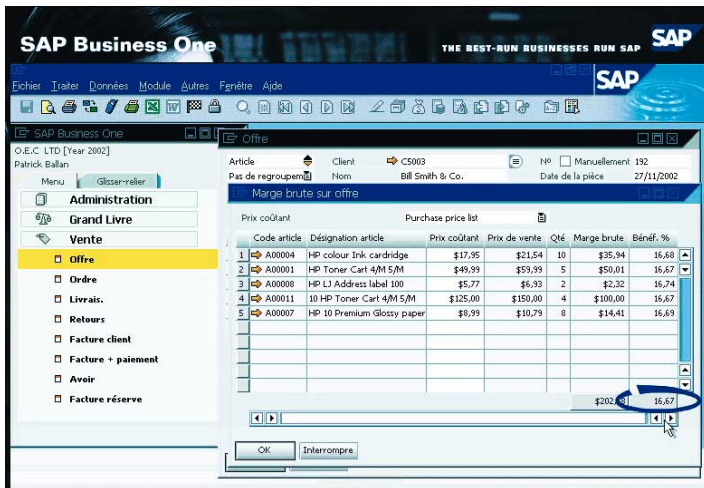 SAP Business One
THE BEST-RUN BUSINESSES RUN SAP
SAP
Fichier Traiter Données Module Autres Fenêtre Aide
SAP
SAP Business One
O.E.C LTD [Year 2002]
Patrick Ballan
Menu Glisser-relier
Administration
Grand Livre
Vente
Offre
Ordre
Livrais.
Retours
Facture client
Facture + paiement
Avoir
Facture réserve
Offre
Article Client C5003 Nº Manuellement 192
Pas de regroupem Nom Bill Smith & Co. Date de la pièce 27/11/2002
Marge brute sur offre
Prix coûtant Purchase price list
Code article Désignation article Prix coûtant Prix de vente Qté Marge brute Bénéf. %
1 A00004 HP colour Ink cardridge $17,95 $21,54 10 $35,94 16,68
2 A00001 HP Toner Cart 4/M 5/M $49,99 $59,99 5 $50,01 16,67
3 A00008 HP LJ Address label 100 $5,77 $6,93 2 $2,32 16,74
4 A00011 10 HP Toner Cart 4/M 5/M $125,00 $150,00 4 $100,00 16,67
5 A00007 HP 10 Premium Glossy paper $8,99 $10,79 8 $14,41 16,69
16,67
OK Interrompre